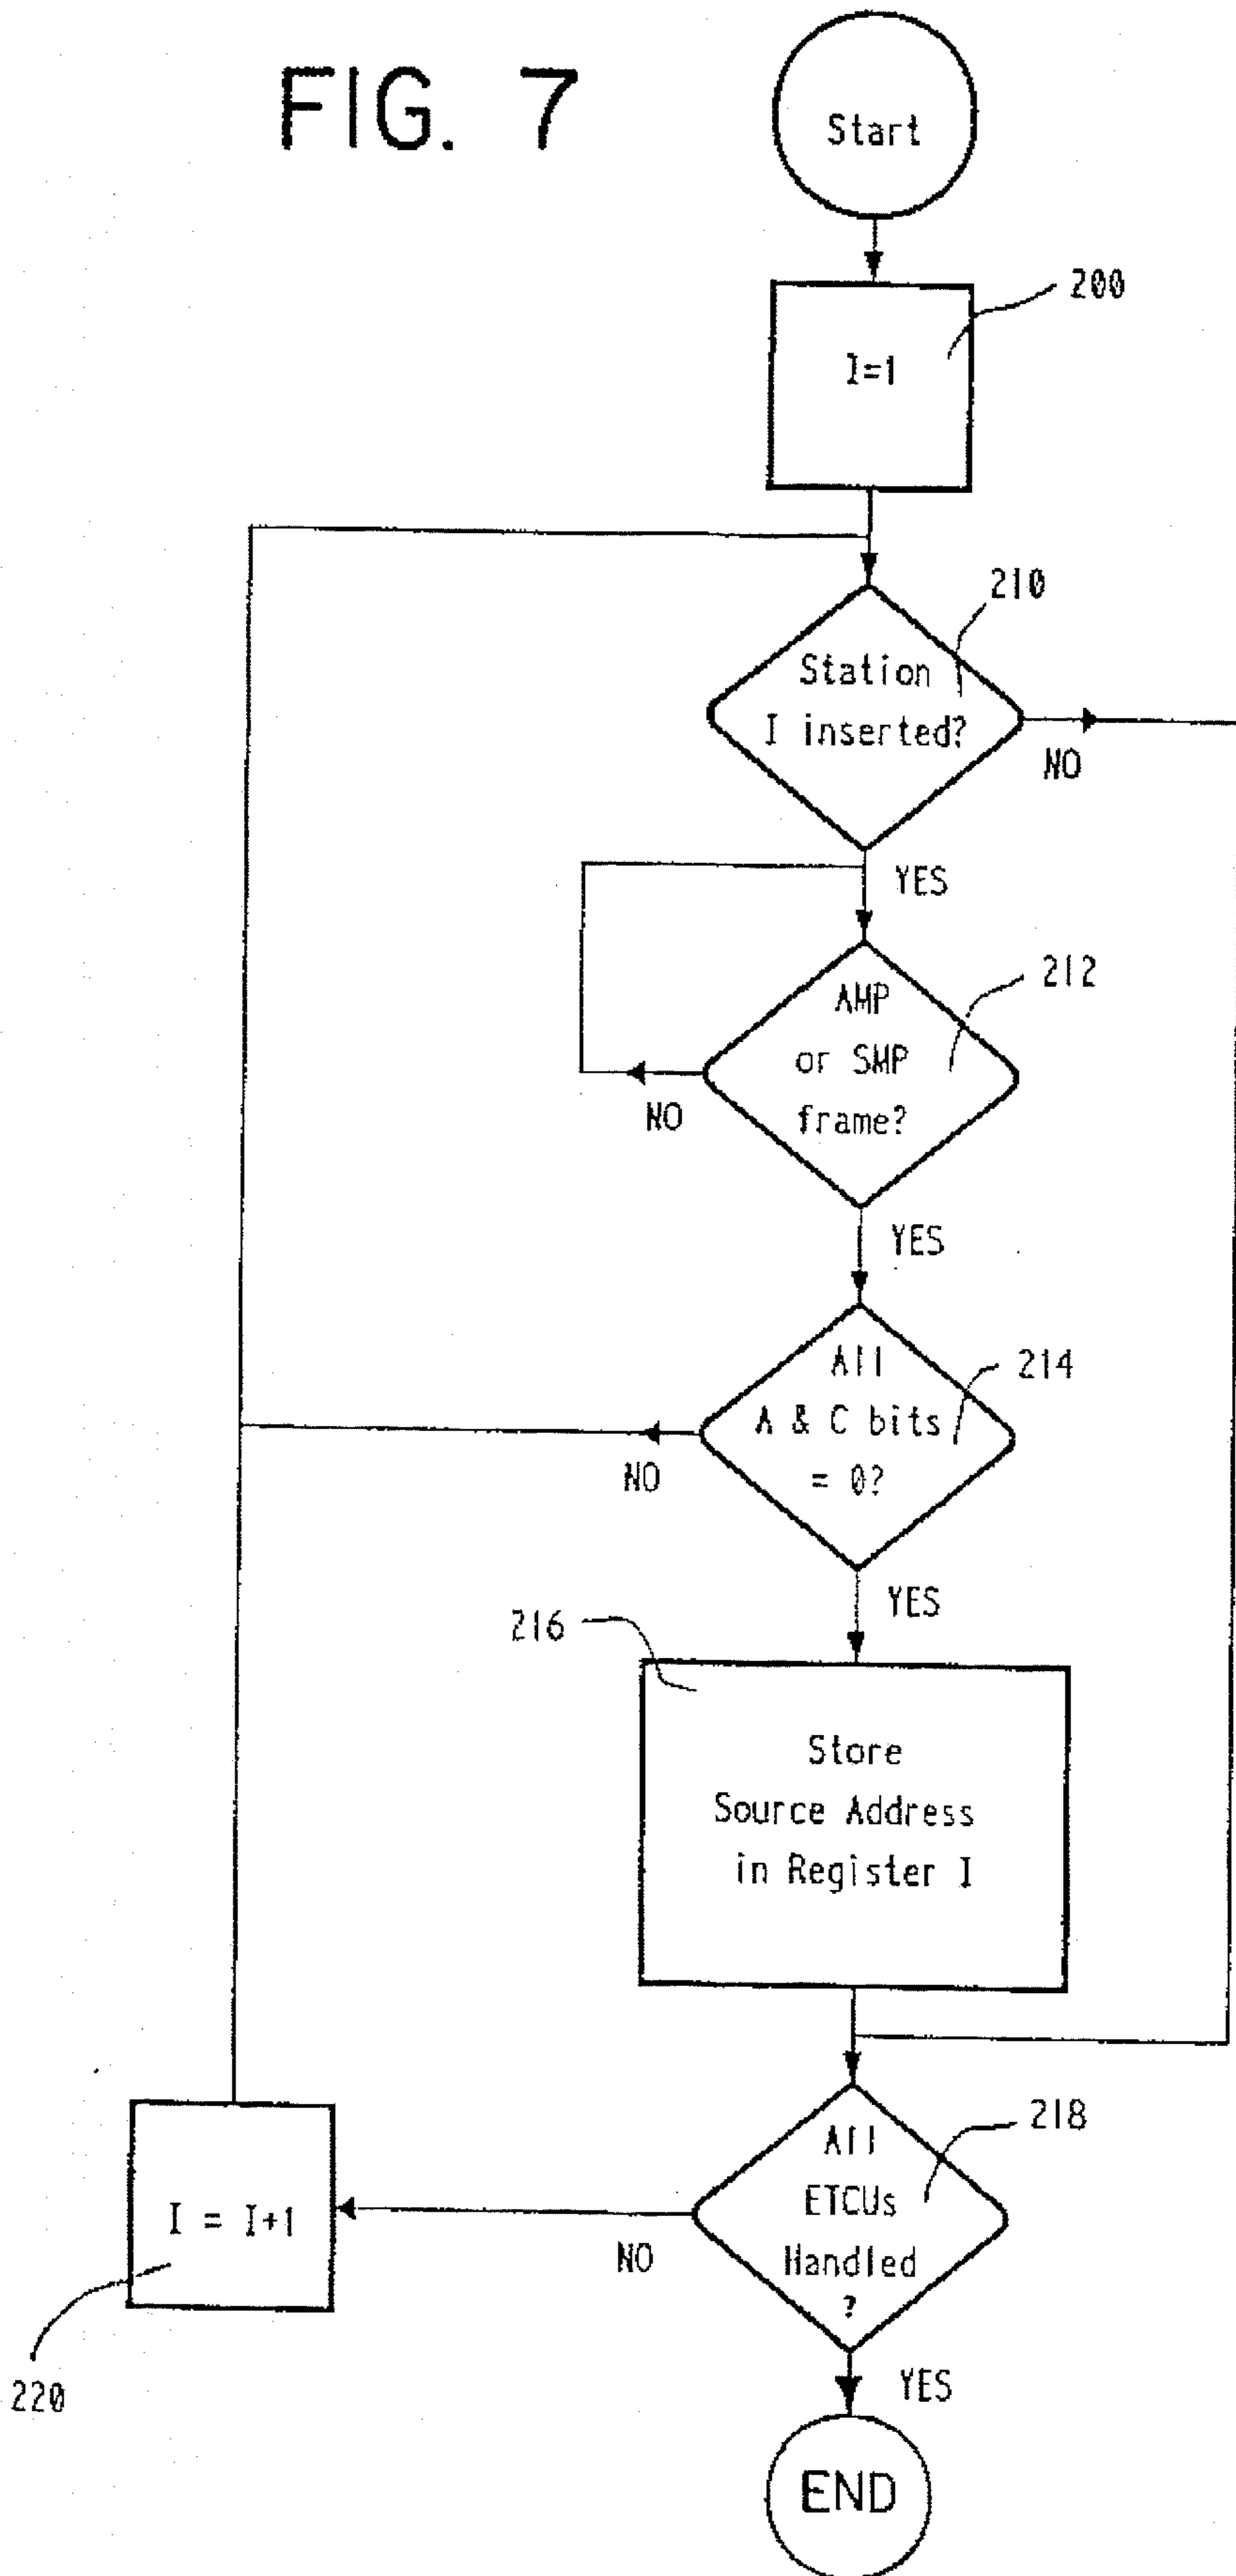 FIG. 7
Start
200
I=1
210
Station
I inserted?
NO
YES
212
AMP
or SMP
frame?
NO
YES
214
All
A & C bits
= 0?
NO
YES
216
Store
Source Address
in Register I
218
All
ETCUs
Handled
?
NO
I = I+1
220
YES
END